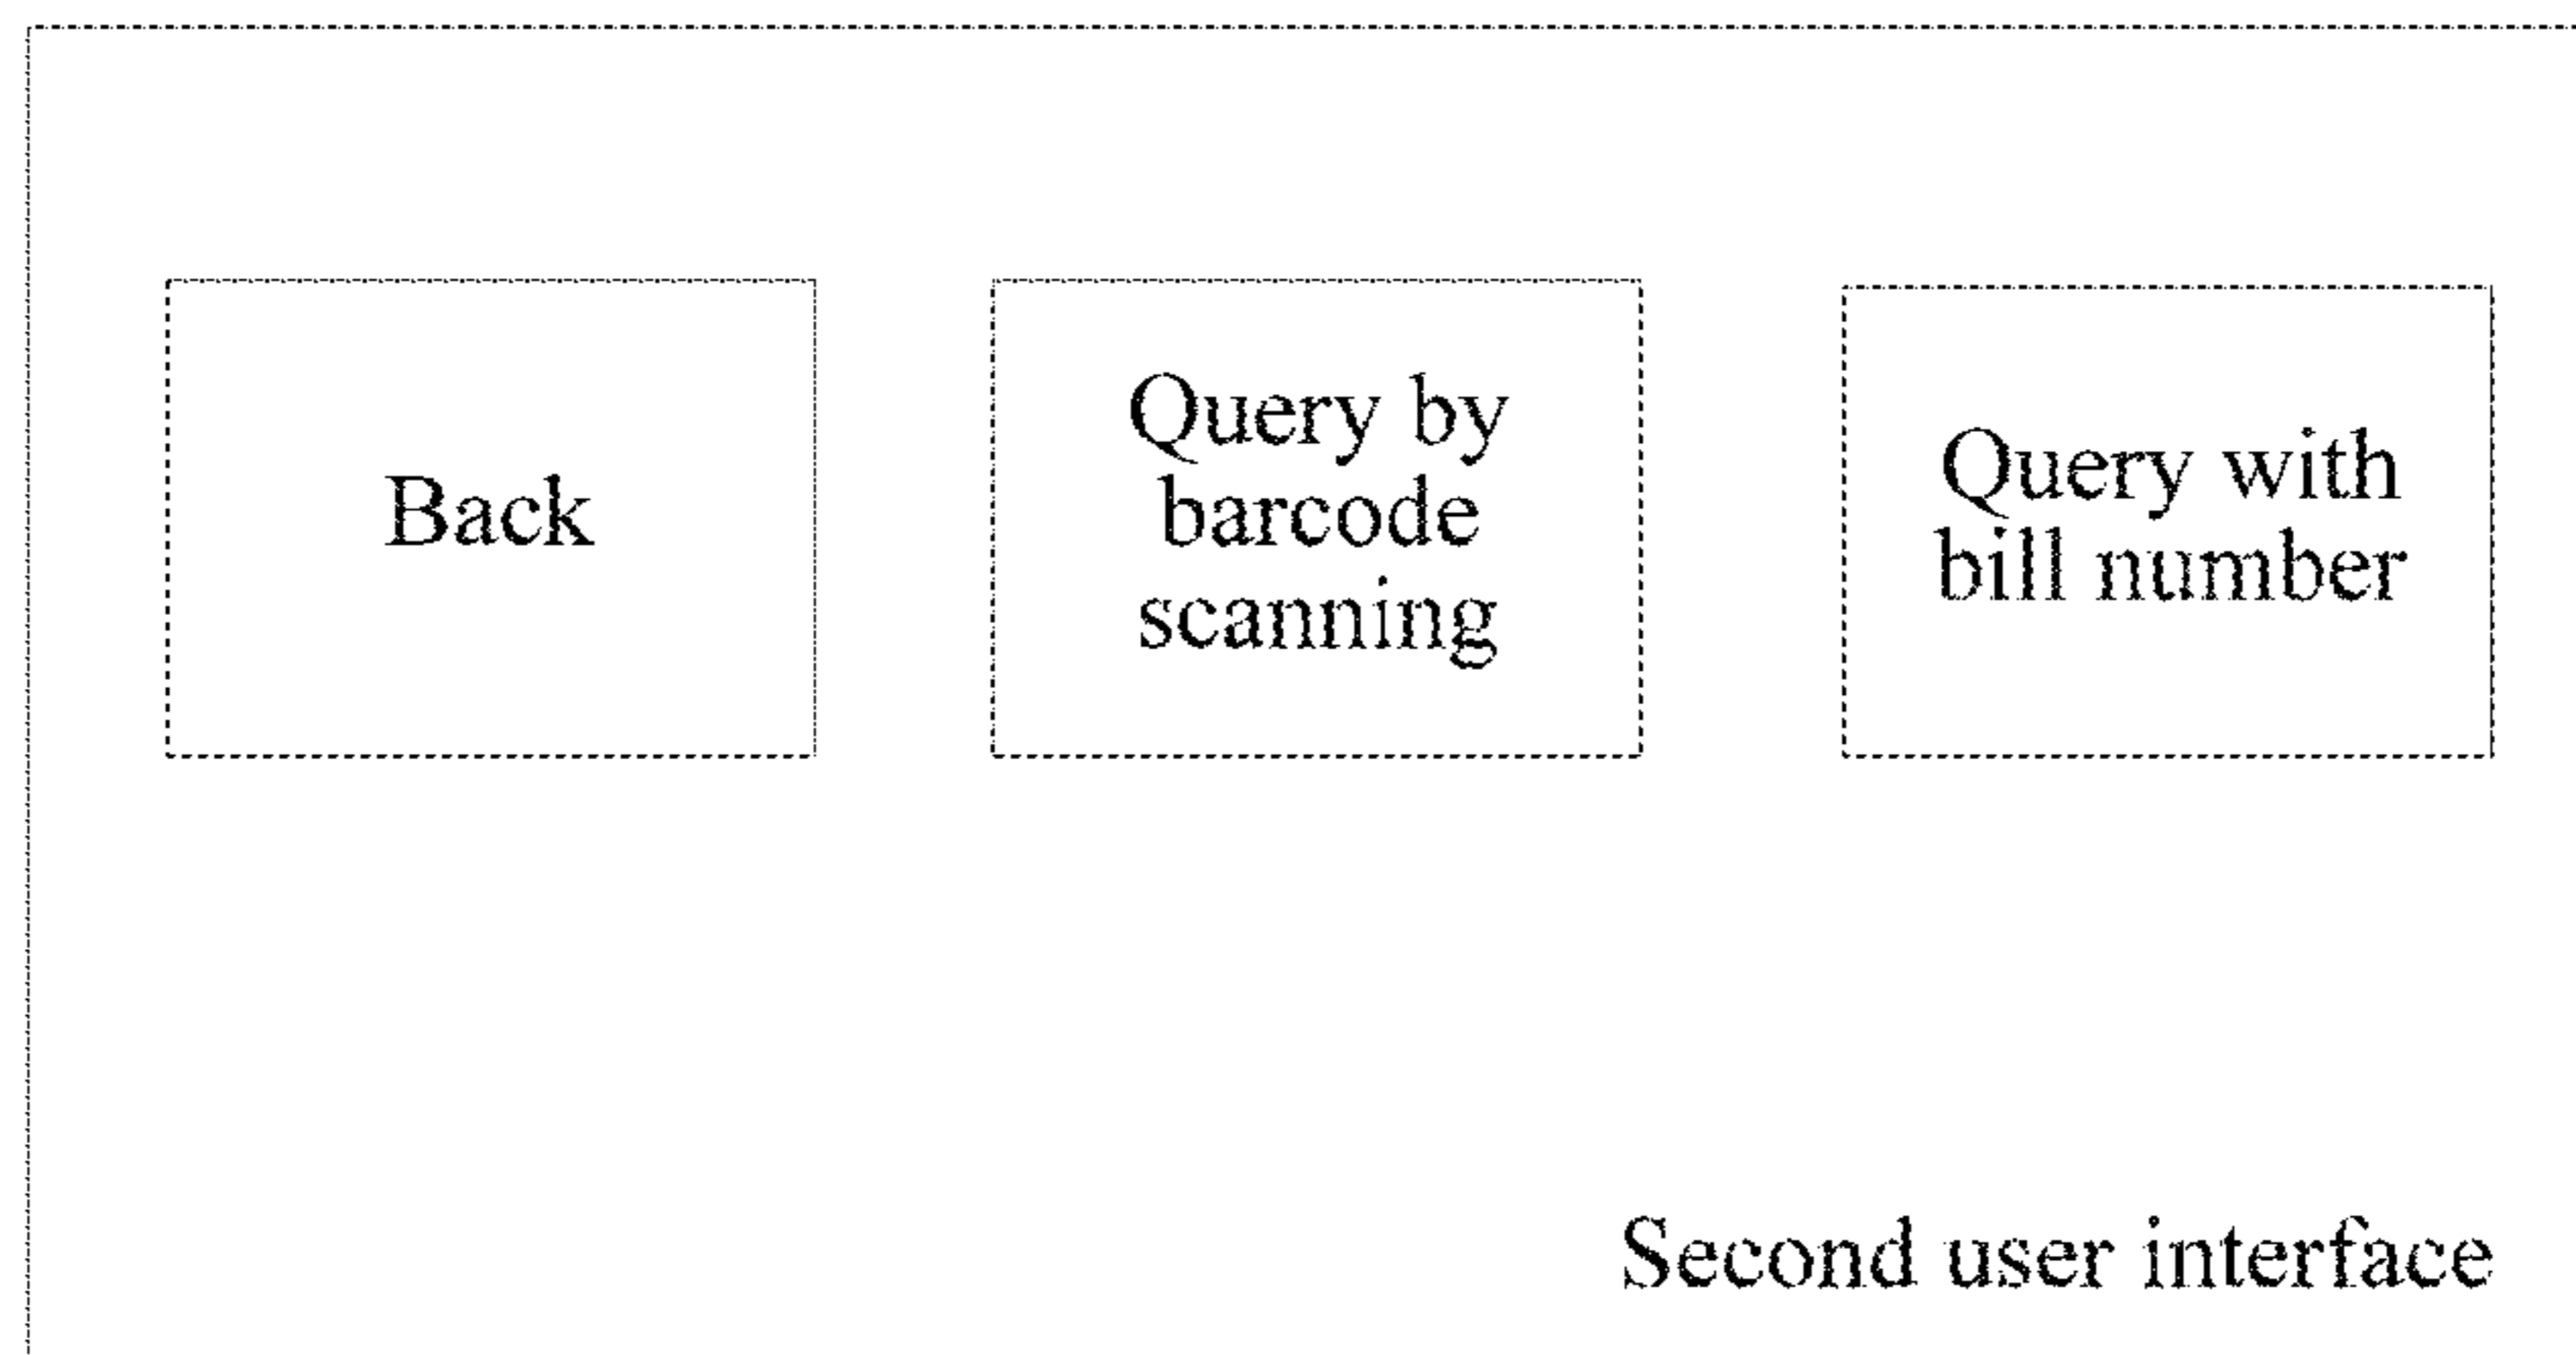 Back
Query by
barcode
scanning
Query with
bill number
Second user interface